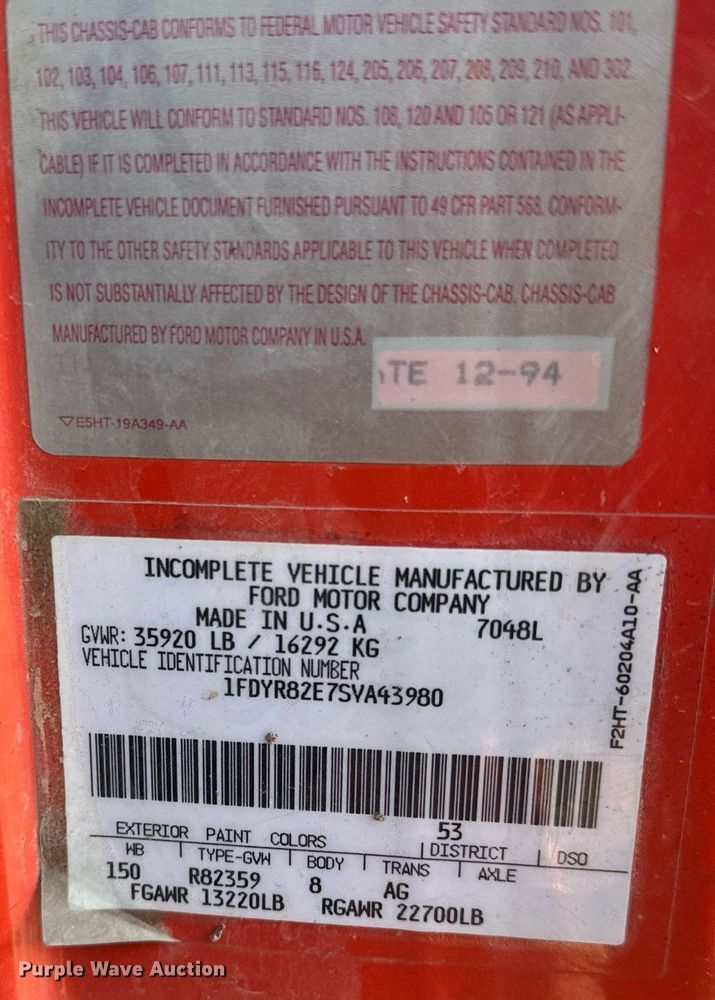 THIS CHASSIS-CAB CONFORMS TO FEDERAL MOTOR VEHICLE SAFETY STANDARD NOS. 101,
102, 103, 104, 106, 107, 111, 113, 115, 116, 124, 205, 206, 207, 208, 209, 210, AND 302.
THIS VEHICLE WILL CONFORM TO STANDARD NOS. 108, 120 AND 105 OR 121 (AS APPLI-
CABLE) IF IT IS COMPLETED IN ACCORDANCE WITH THE INSTRUCTIONS CONTAINED IN THE
INCOMPLETE VEHICLE DOCUMENT FURNISHED PURSUANT TO 49 CFR PART 568. CONFORM-
ITY TO THE OTHER SAFETY STANDARDS APPLICABLE TO THIS VEHICLE WHEN COMPLETED
IS NOT SUBSTANTIALLY AFFECTED BY THE DESIGN OF THE CHASSIS-CAB. CHASSIS-CAB
MANUFACTURED BY FORD MOTOR COMPANY IN U.S.A.
TE 12-94
E5HT-19A349-AA
INCOMPLETE VEHICLE MANUFACTURED BY
FORD MOTOR COMPANY
MADE IN U.S.A 7048L
GVWR: 35920 LB / 16292 KG
VEHICLE IDENTIFICATION NUMBER
1FDYR82E7SVA43980
F2HT-60204A10-AA
EXTERIOR PAINT COLORS 53
WB TYPE-GVW BODY TRANS DISTRICT AXLE DSO
150 R82359 8 AG
FGAWR 13220LB RGAWR 22700LB
Purple Wave Auction